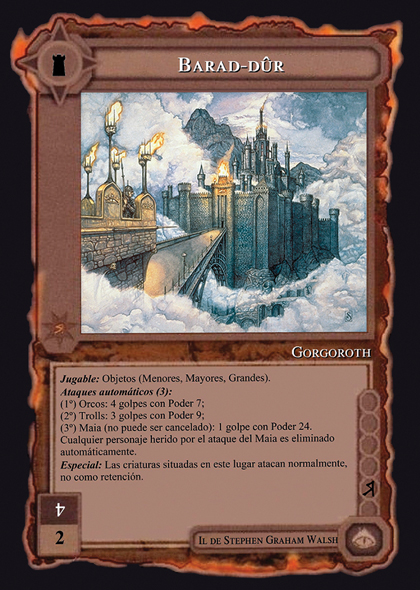 Barad-dûr
Gorgoroth
Jugable: Objetos (Menores, Mayores, Grandes).
Ataques automáticos (3):
(1º) Orcos: 4 golpes con Poder 7;
(2º) Trolls: 3 golpes con Poder 9;
(3º) Maia (no puede ser cancelado): 1 golpe con Poder 24.
Cualquier personaje herido por el ataque del Maia es eliminado
automáticamente.
Especial: Las criaturas situadas en este lugar atacan normalmente,
no como retención.
2
Il de Stephen Graham Walsh